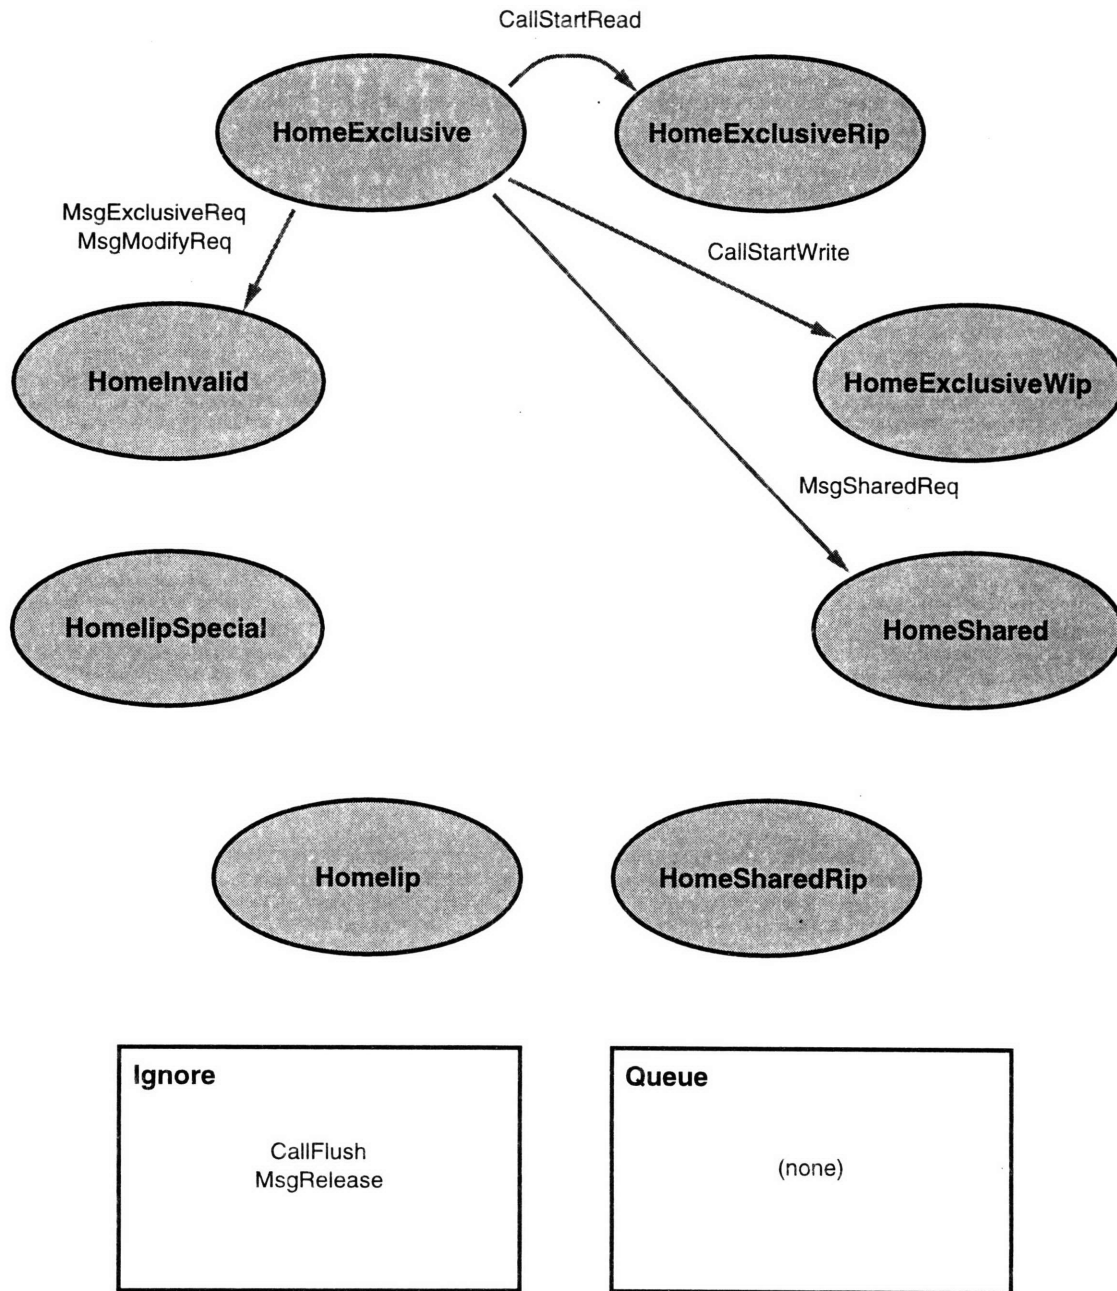 CallStartRead
HomeExclusive
HomeExclusiveRip
MsgExclusiveReq
MsgModifyReq
CallStartWrite
HomeInvalid
HomeExclusiveWip
MsgSharedReq
HomeIipSpecial
HomeShared
HomeIip
HomeSharedRip
Ignore
CallFlush
MsgRelease
Queue
(none)